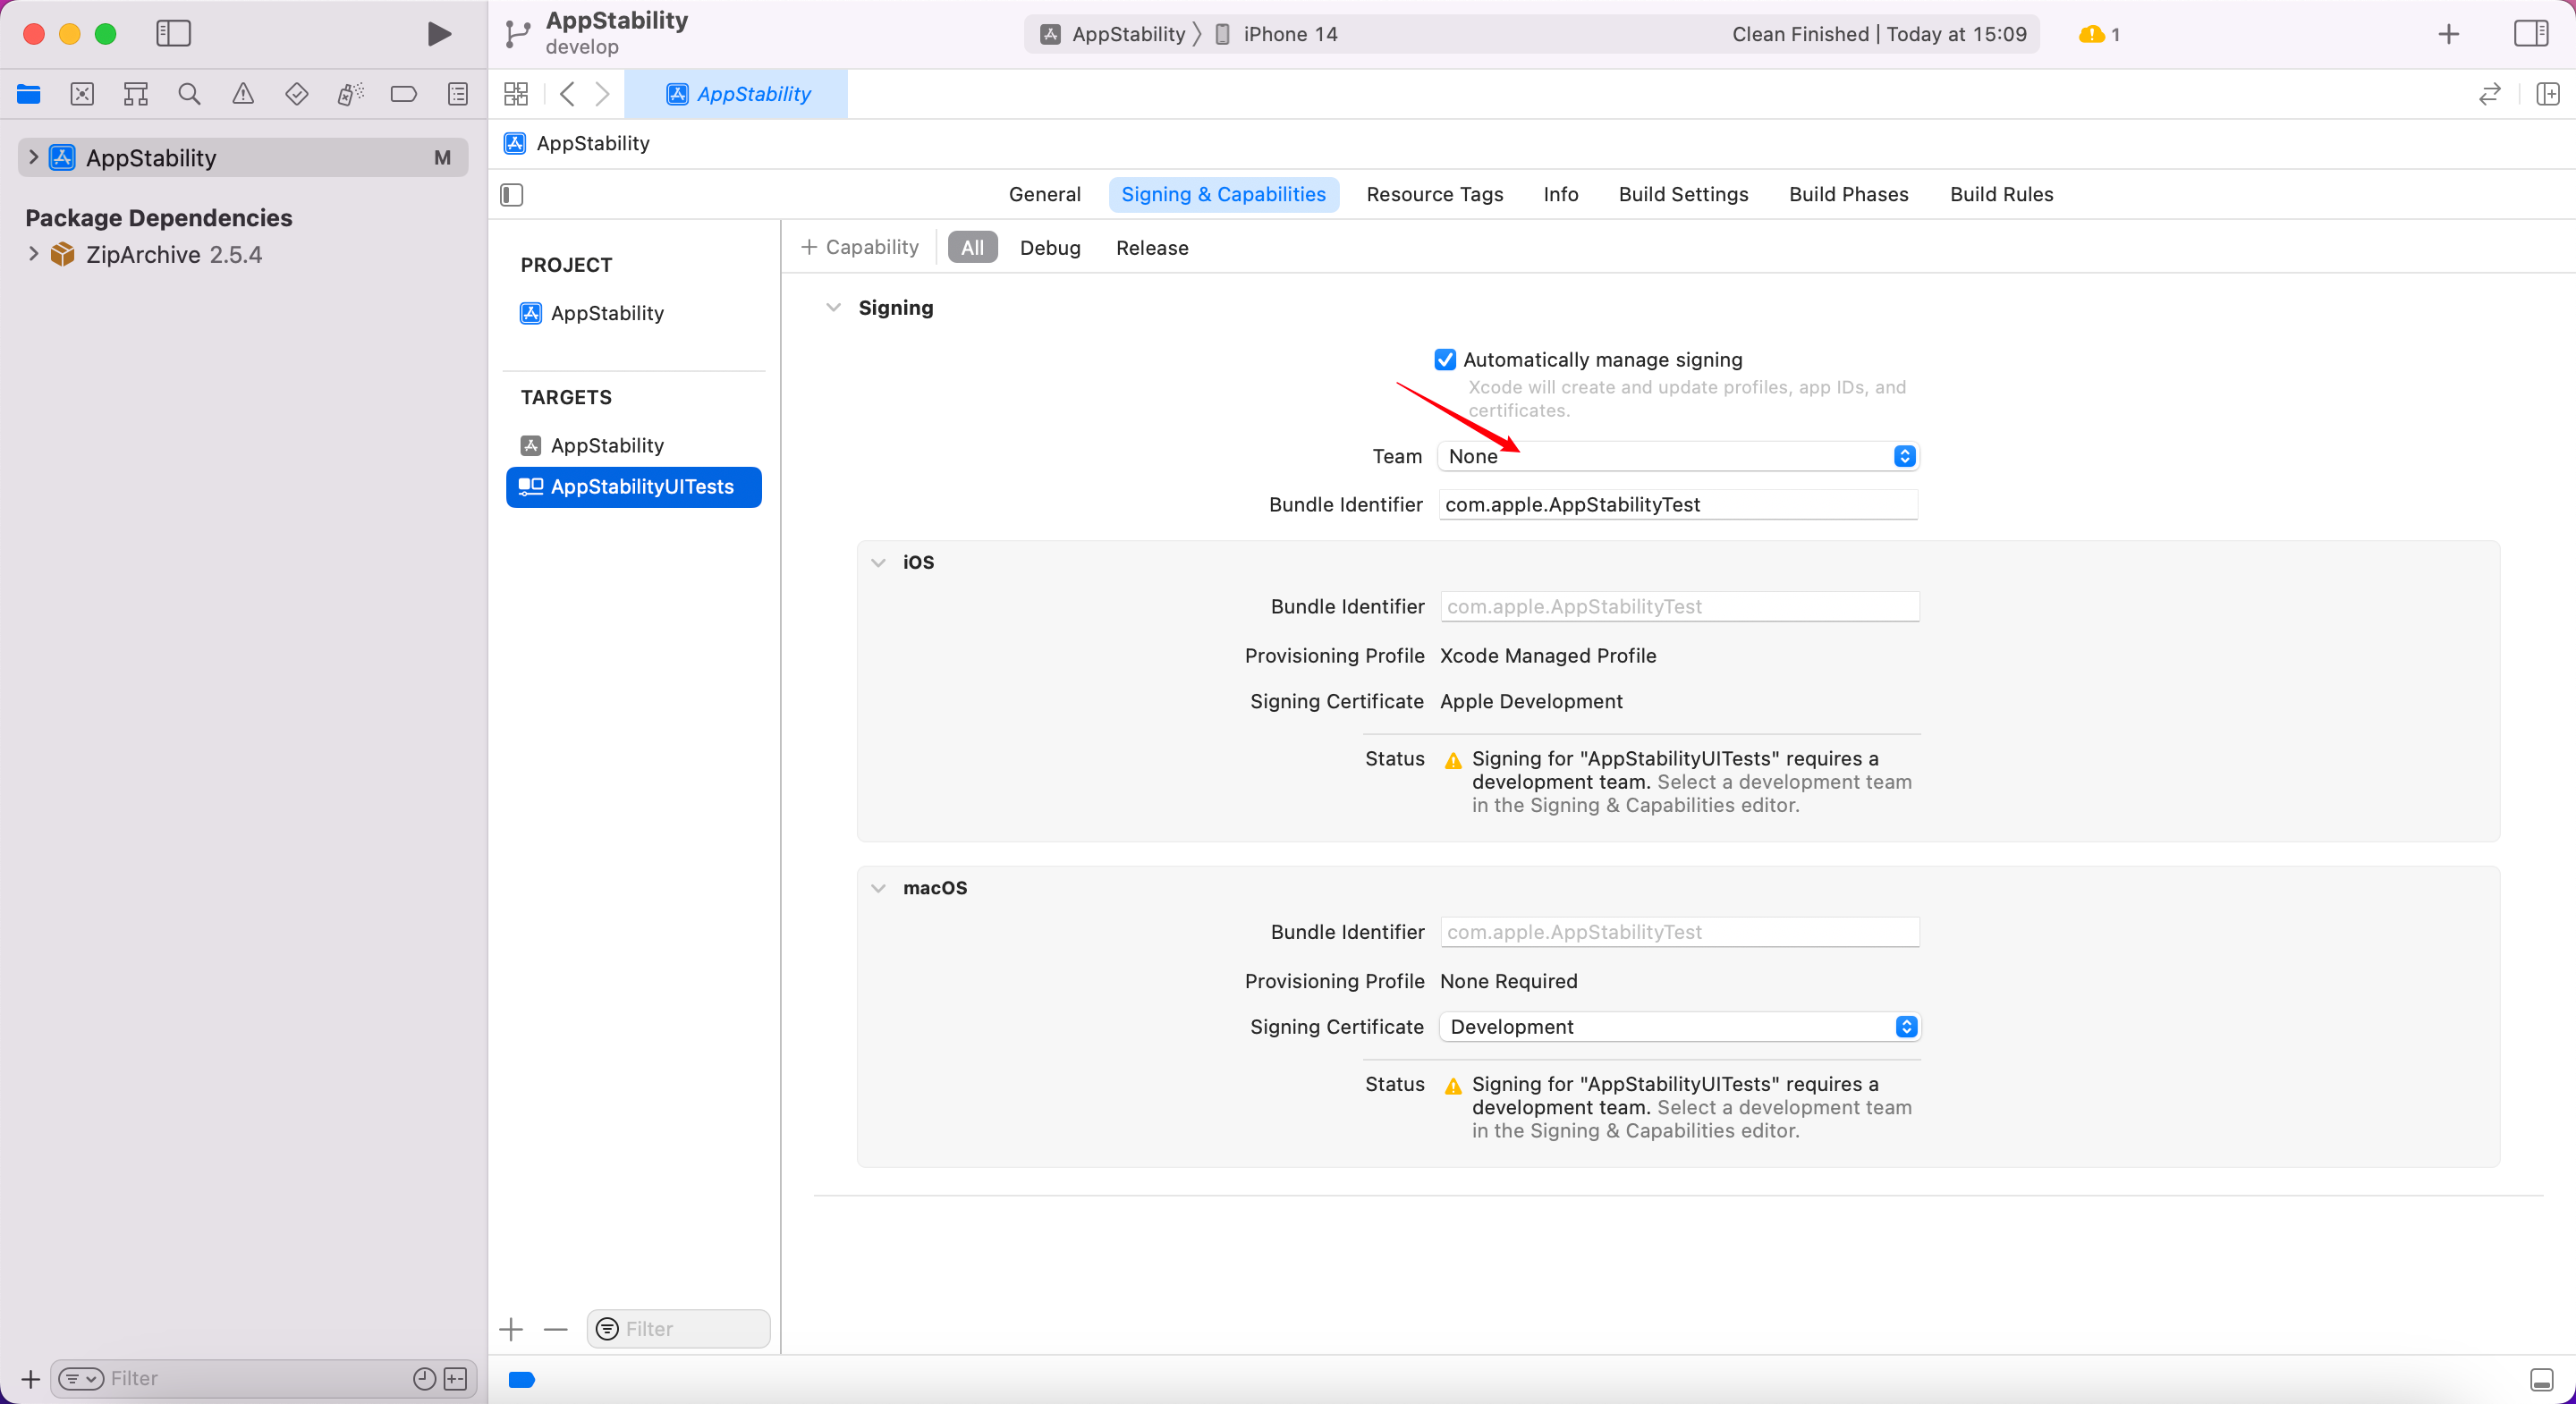 AppStability
develop
AppStability
iPhone 14
Clean Finished | Today at 15:09
1
AppStability
AppStability M
Package Dependencies
ZipArchive 2.5.4
AppStability
General Signing & Capabilities Resource Tags Info Build Settings Build Phases Build Rules
PROJECT
AppStability
TARGETS
AppStability
AppStabilityUITests
Filter
+ Capability All Debug Release
Signing
Automatically manage signing
Xcode will create and update profiles, app IDs, and
certificates.
Team None
Bundle Identifier com.apple.AppStabilityTest
iOS
Bundle Identifier com.apple.AppStabilityTest
Provisioning Profile Xcode Managed Profile
Signing Certificate Apple Development
Status Signing for "AppStabilityUITests" requires a
development team. Select a development team
in the Signing & Capabilities editor.
macOS
Bundle Identifier com.apple.AppStabilityTest
Provisioning Profile None Required
Signing Certificate Development
Status Signing for "AppStabilityUITests" requires a
development team. Select a development team
in the Signing & Capabilities editor.
Filter